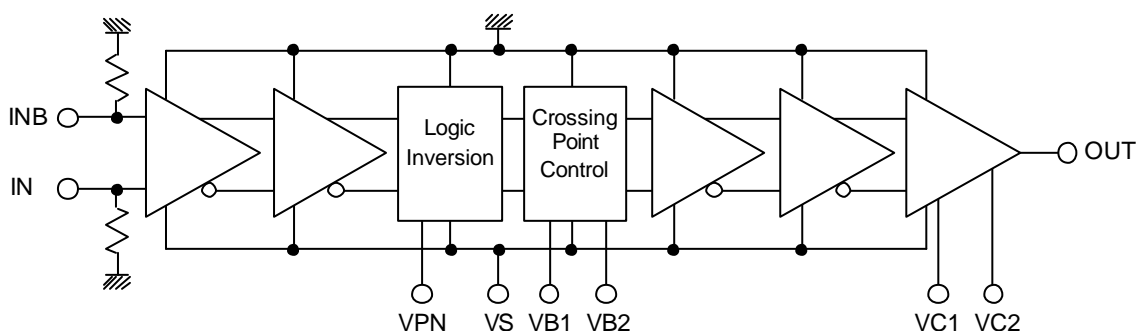 INB
IN
Logic
Inversion
Crossing
Point
Control
OUT
VPN
VS
VB1
VB2
VC1
VC2